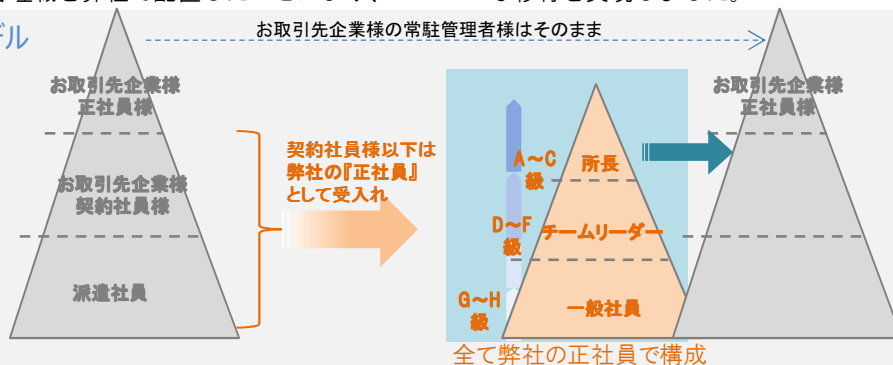 デル
お取引先企業様の常駐管理者様はそのまま
お取引先企業様
正社員様
お取引先企業様
契約社員様
派遣社員
契約社員様以下は
弊社の『正社員』
として受入れ
A～C
級
所長
D～F
級
チームリーダー
G～H
級
一般社員
全て弊社の正社員で構成
お取引先企業様
正社員様